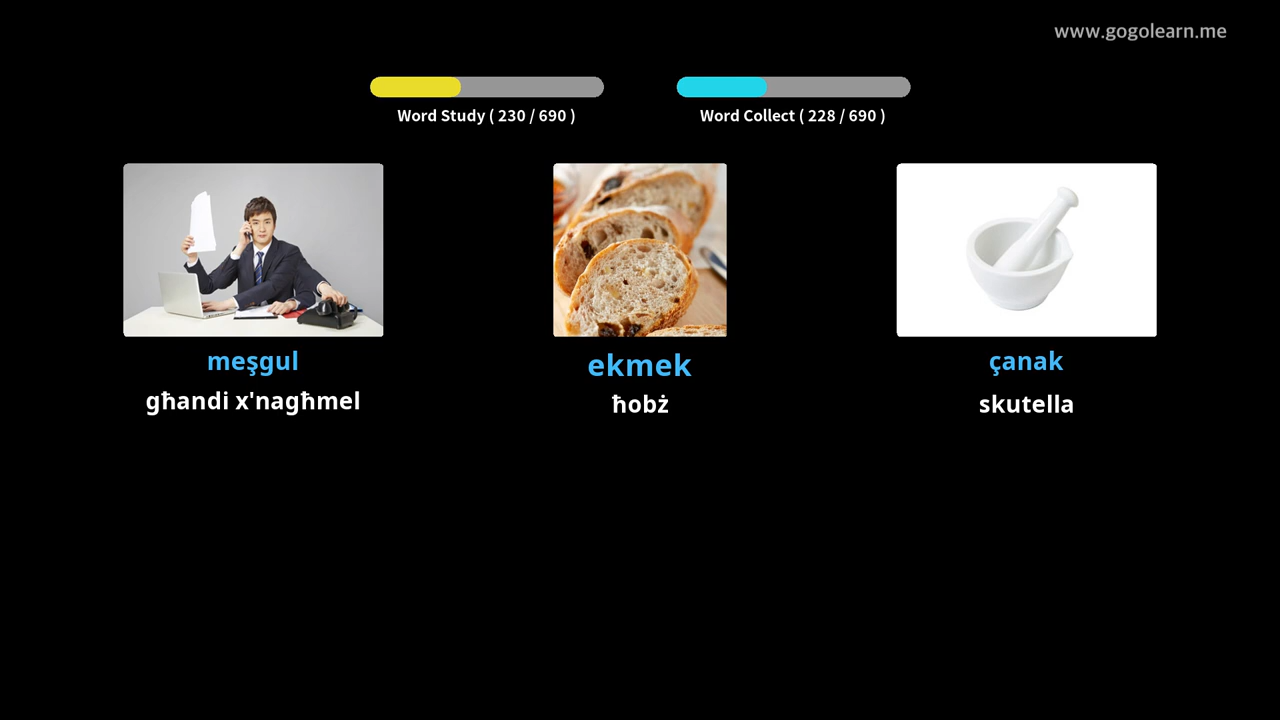 www.gogolearn.me
Word Study ( 230 / 690 )
Word Collect ( 228 / 690 )
meşgul
għandi x'nagħmel
ekmek
ħobż
çanak
skutella